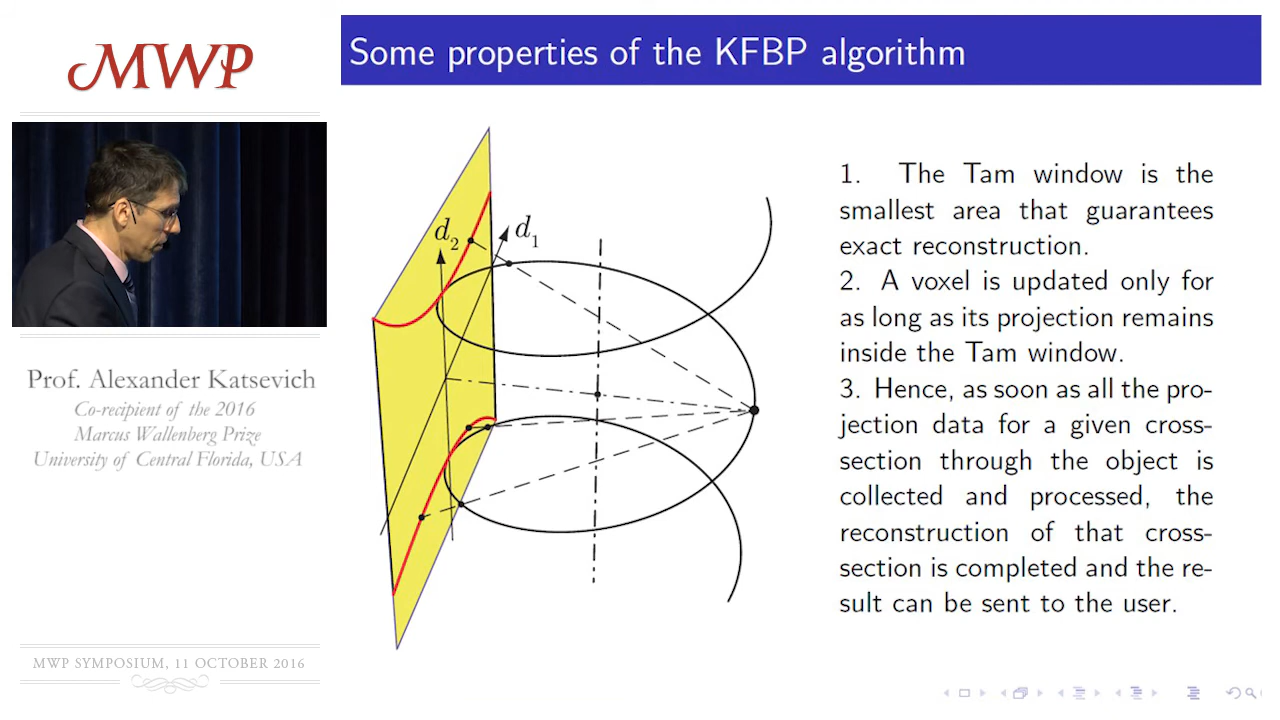 MWP
Prof. Alexander Katsevich
Co-recipient of the 2016
Marcus Wallenberg Prize
University of Central Florida, USA
MWP SYMPOSIUM, 11 OCTOBER 2016
Some properties of the KFBP algorithm
d2
d1
1. The Tam window is the
smallest area that guarantees
exact reconstruction.
2. A voxel is updated only for
as long as its projection remains
inside the Tam window.
3. Hence, as soon as all the pro-
jection data for a given cross-
section through the object is
collected and processed, the
reconstruction of that cross-
section is completed and the re-
sult can be sent to the user.